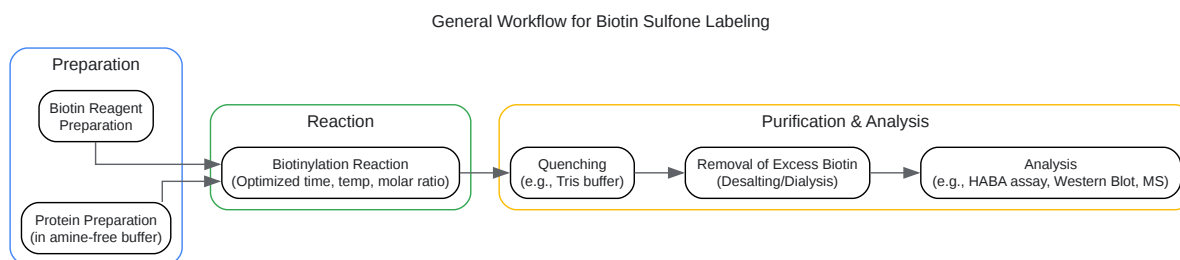 General Workflow for Biotin Sulfone Labeling
Preparation
Biotin Reagent
Preparation
Protein Preparation
(in amine-free buffer)
Reaction
Biotinylation Reaction
(Optimized time, temp, molar ratio)
Purification & Analysis
Quenching
(e.g., Tris buffer)
Removal of Excess Biotin
(Desalting/Dialysis)
Analysis
(e.g., HABA assay, Western Blot, MS)